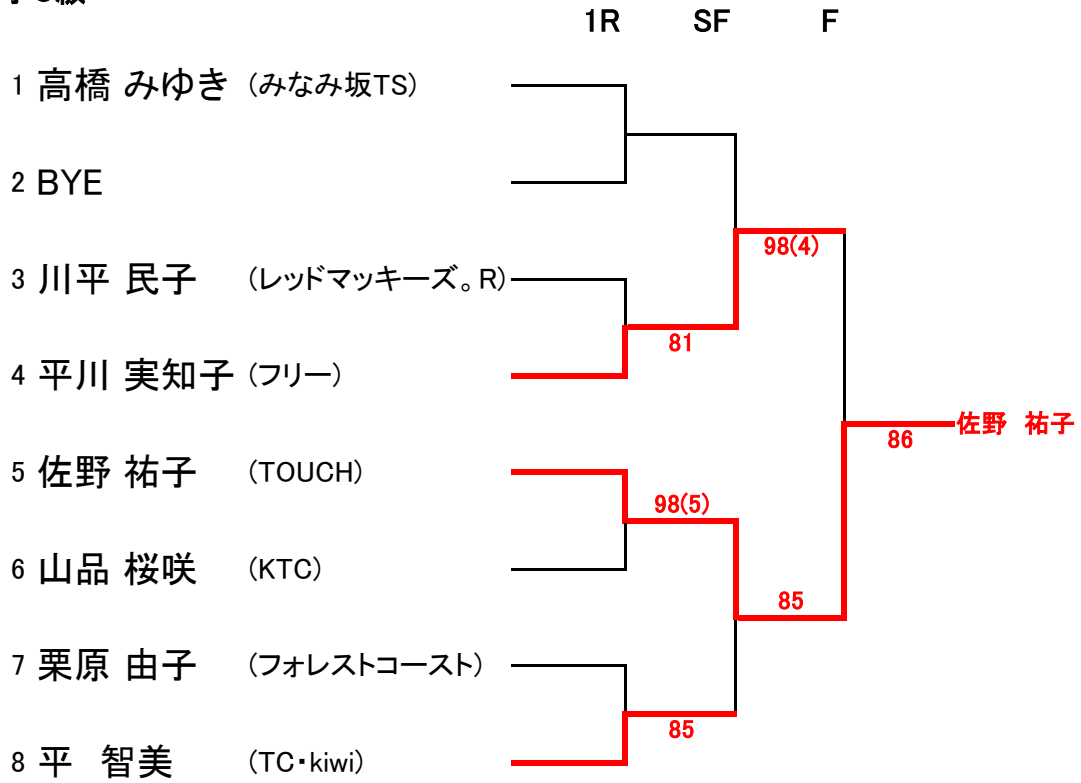 1R SF F
1 高橋 みゆき (みなみ坂TS)
2 BYE
98(4)
3 川平 民子 (レッドマッキーズ。R)
81
4 平川 実知子 (フリー)
86 佐野 祐子
5 佐野 祐子 (TOUCH)
98(5)
6 山品 桜咲 (KTC)
85
7 栗原 由子 (フォレストコースト)
85
8 平 智美 (TC・kiwi)